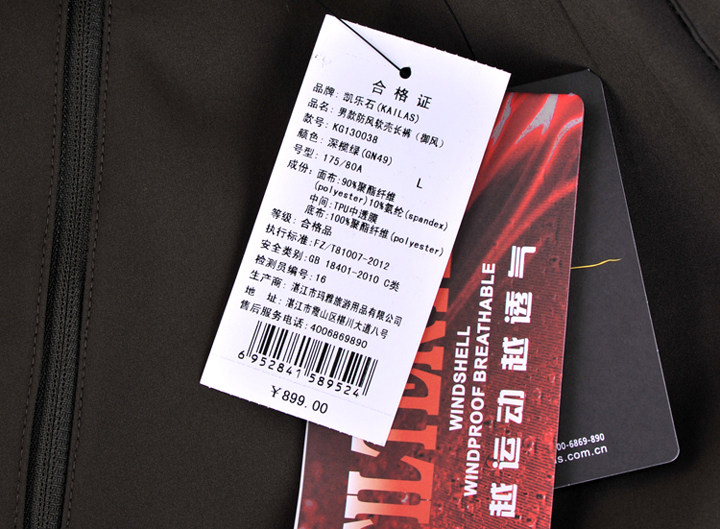 合格证
品牌: 凯乐石(KAILAS)
品名: 男款防风软壳长裤(御风)
款号: KG130038
颜色: 深榄绿(GN49)
号型: 175/80A L
成份: 面布:90%聚酯纤维
(polyester)10%氨纶(spandex)
中间:TPU中透膜
底布:100%聚酯纤维(polyester)
等级: 合格品
执行标准: FZ/T81007-2012
安全类别: GB 18401-2010 C类
检测员编号: 16
生产商: 湛江市玛雅旅游用品有限公司
地 址: 湛江市霞山区椹川大道八号
售后服务电话: 4006869890
6 952841 589524
￥899.00
WINDSHELL
WINDPROOF BREATHABLE
越运动 越透气
00-6869-890
s.com.cn